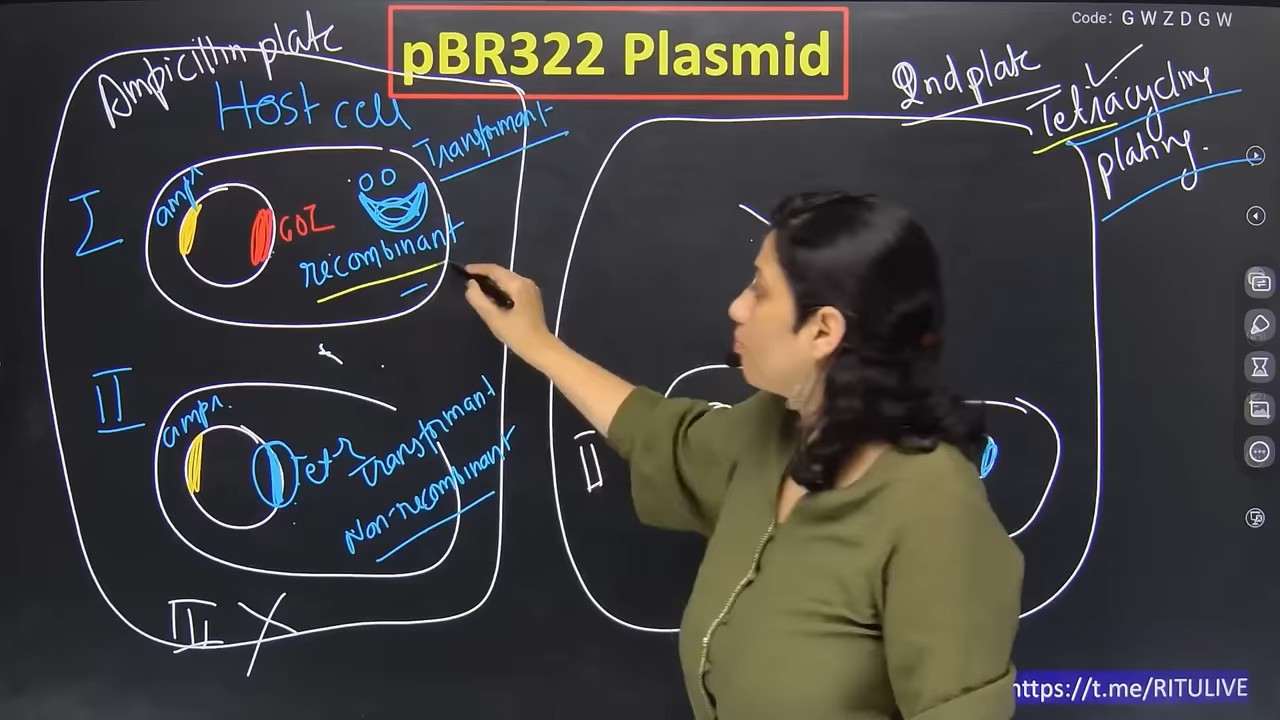 Code: G W Z D G W
pBR322 Plasmid
Ampicillin plate
Host cell
2nd plate
Tetracycline
plating.
Transformant
I
ampr
GOI
recombinant
II
ampr.
Tetr
Transformant
Non-recombinant
II
III X
https://t.me/RITULIVE